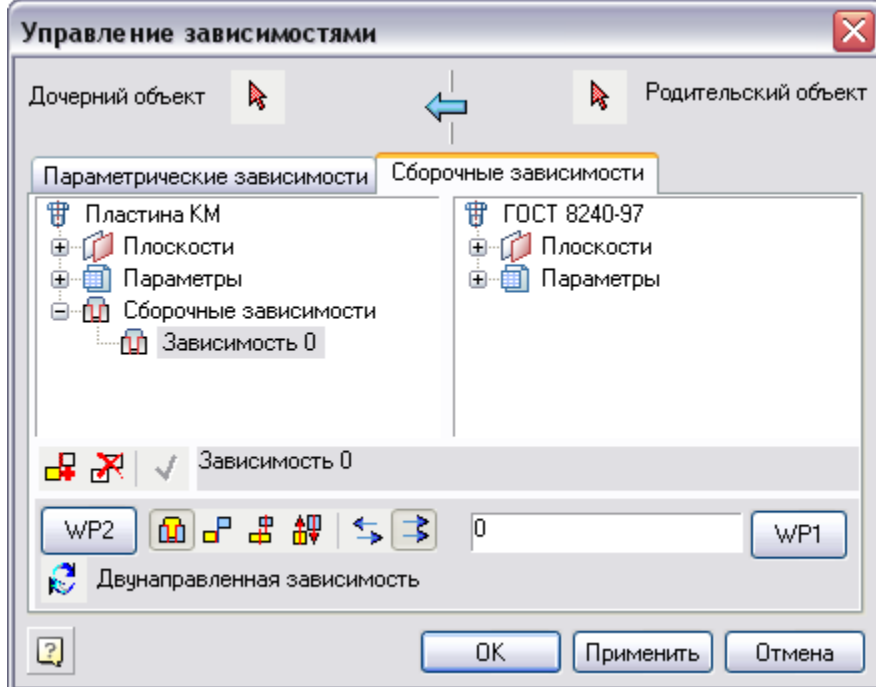 Управление зависимостями
Дочерний объект
Родительский объект
Параметрические зависимости
Сборочные зависимости
Пластина КМ
Плоскости
Параметры
Сборочные зависимости
Зависимость 0
ГОСТ 8240-97
Плоскости
Параметры
Зависимость 0
WP2
0
WP1
Двунаправленная зависимость
?
ОК
Применить
Отмена